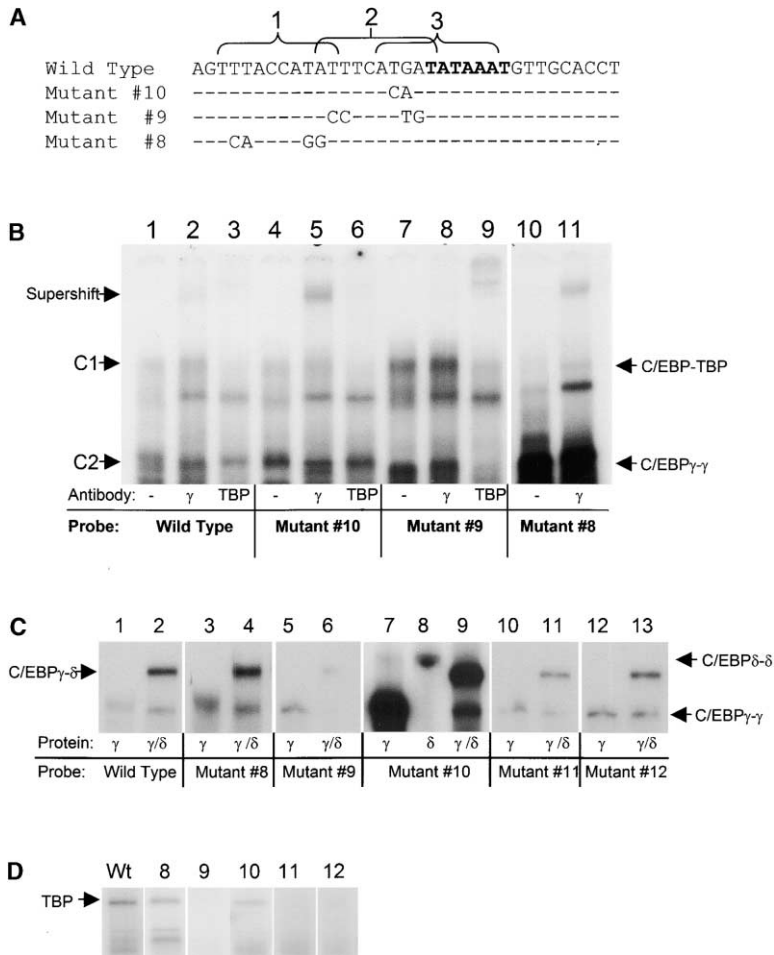 A
1 2 3
Wild Type AGTTTACCATATTTCATGATATAAATGTTGCACCT
Mutant #10 ----------------CA-----------------
Mutant #9 -----------CC----TG----------------
Mutant #8 ---CA----GG-----------------------
B
1 2 3 4 5 6 7 8 9 10 11
Supershift
C1 C/EBP-TBP
C2 C/EBPγ-γ
Antibody: - γ TBP - γ TBP - γ TBP - γ
Probe: Wild Type Mutant #10 Mutant #9 Mutant #8
C
1 2 3 4 5 6 7 8 9 10 11 12 13
C/EBPγ-δ C/EBPδ-δ
C/EBPγ-γ
Protein: γ γ/δ γ γ/δ γ γ/δ γ δ γ/δ γ γ/δ γ γ/δ
Probe: Wild Type Mutant #8 Mutant #9 Mutant #10 Mutant #11 Mutant #12
D
Wt 8 9 10 11 12
TBP